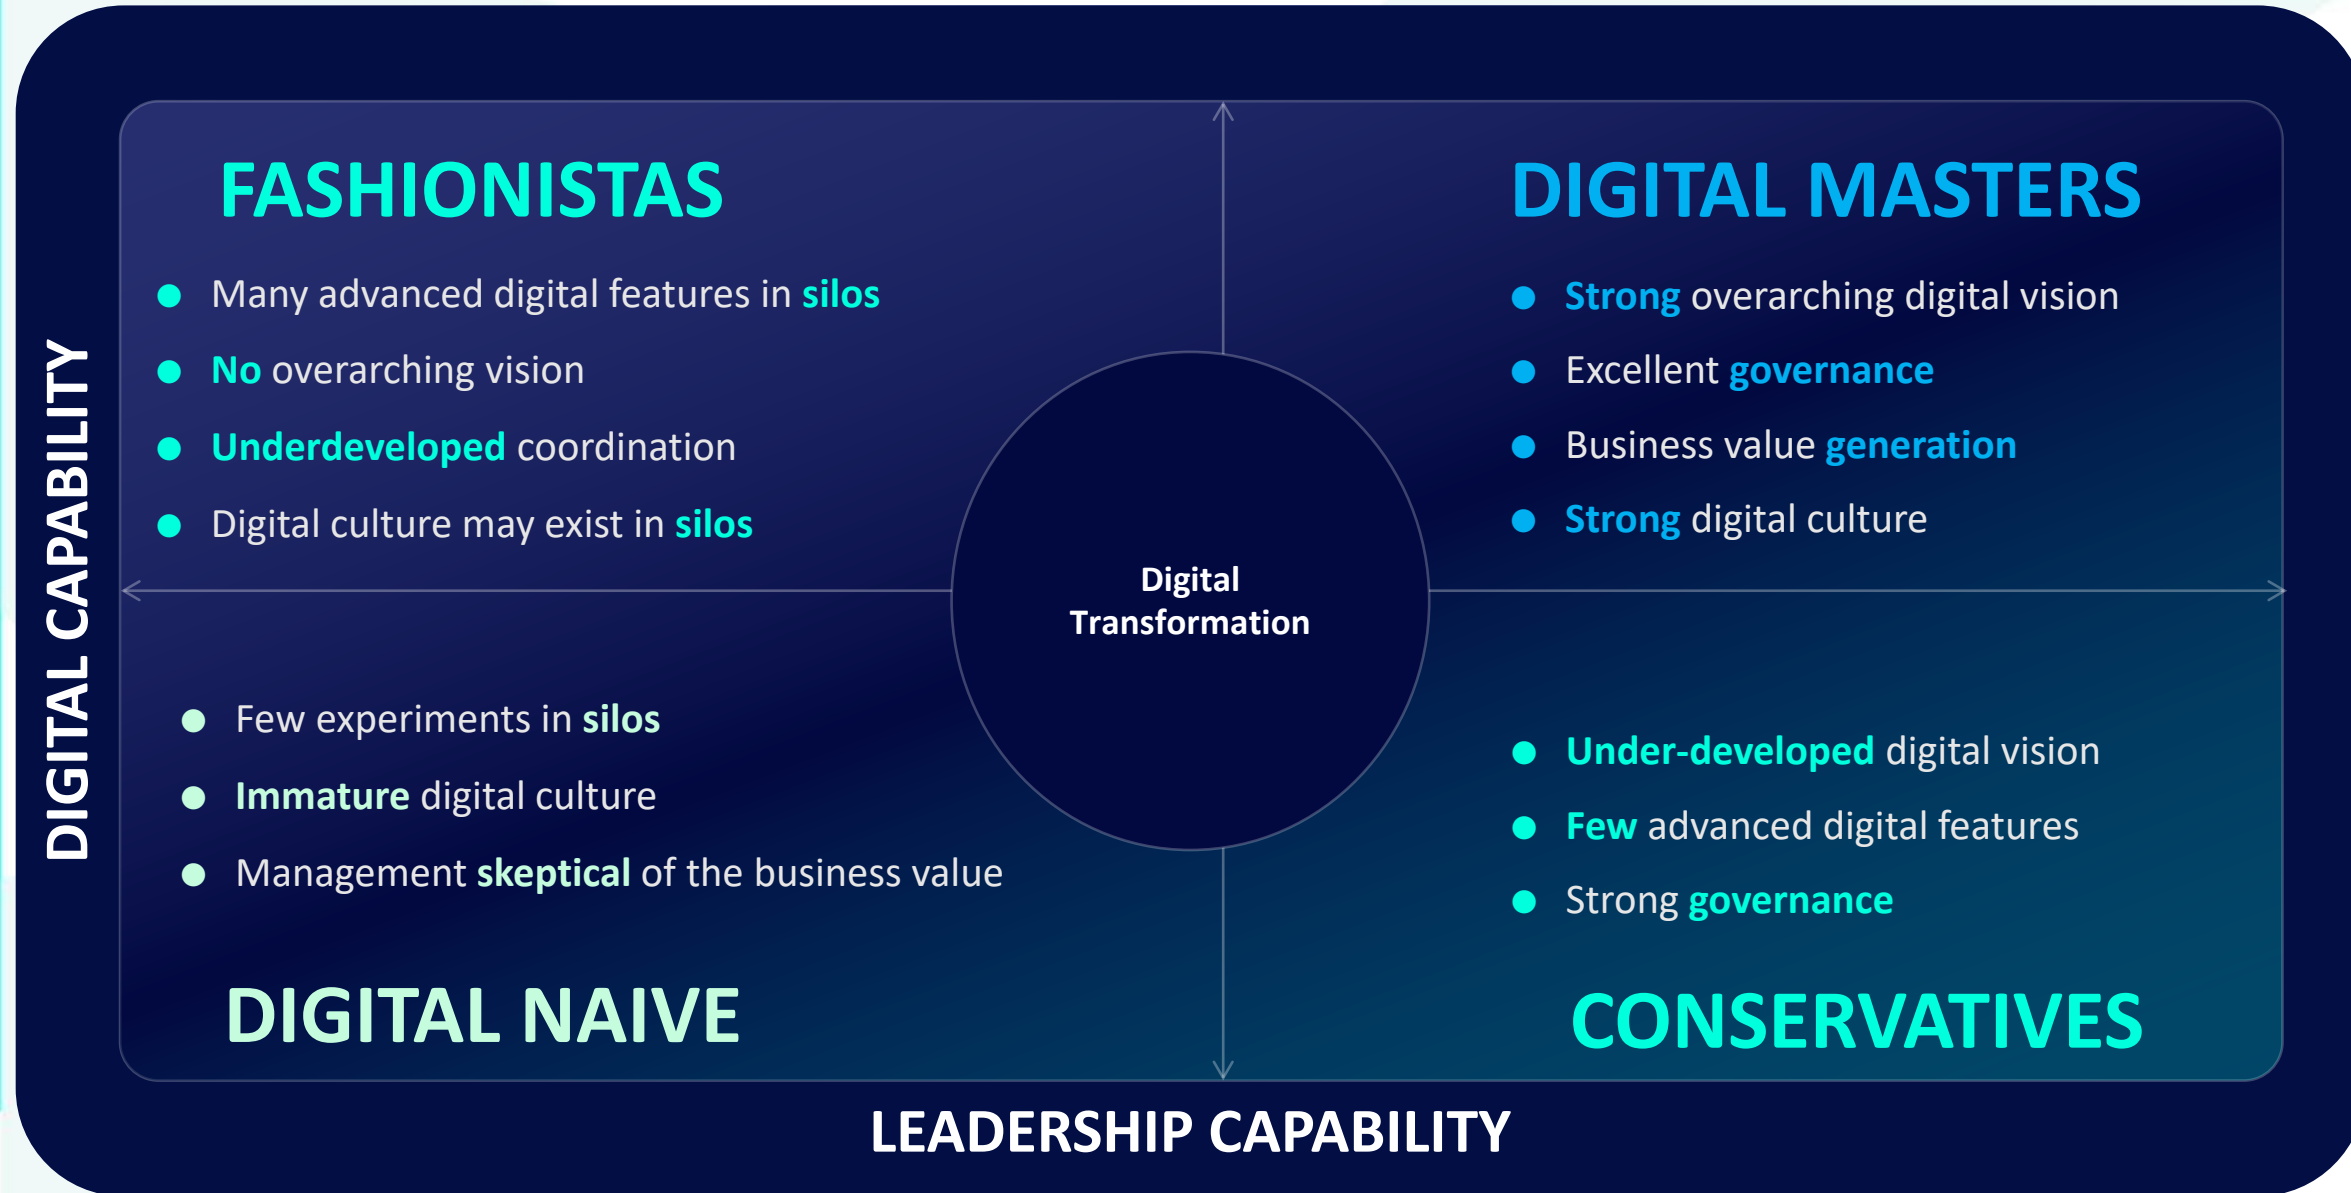 FASHIONISTAS
Many advanced digital features in silos
No overarching vision
Underdeveloped coordination
Digital culture may exist in silos
DIGITAL MASTERS
Strong overarching digital vision
Excellent governance
Business value generation
Strong digital culture
DIGITAL CAPABILITY
Digital
Transformation
Few experiments in silos
Immature digital culture
Management skeptical of the business value
DIGITAL NAIVE
Under-developed digital vision
Few advanced digital features
Strong governance
CONSERVATIVES
LEADERSHIP CAPABILITY